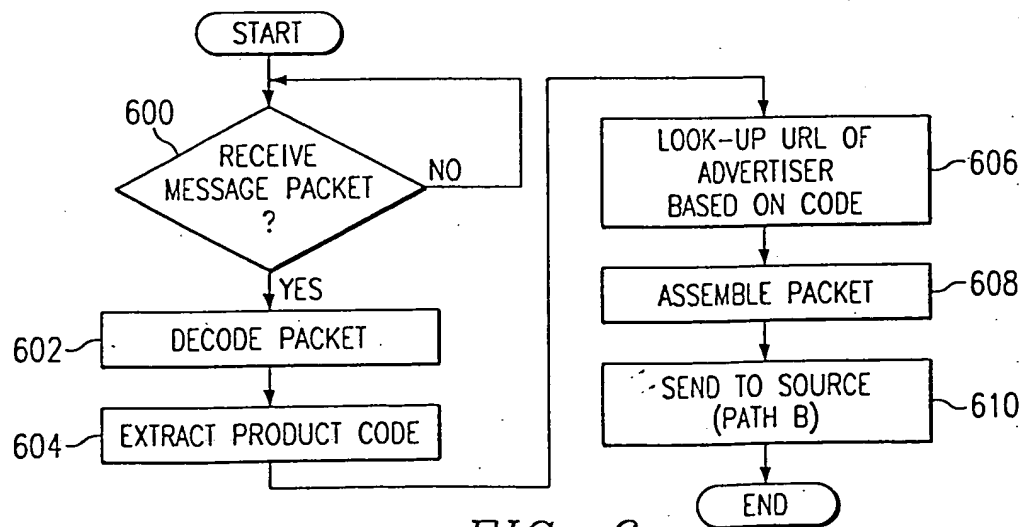 START
600
RECEIVE
MESSAGE PACKET
?
NO
YES
602
DECODE PACKET
604
EXTRACT PRODUCT CODE
LOOK-UP URL OF
ADVERTISER
BASED ON CODE
606
ASSEMBLE PACKET
608
SEND TO SOURCE
(PATH B)
610
END